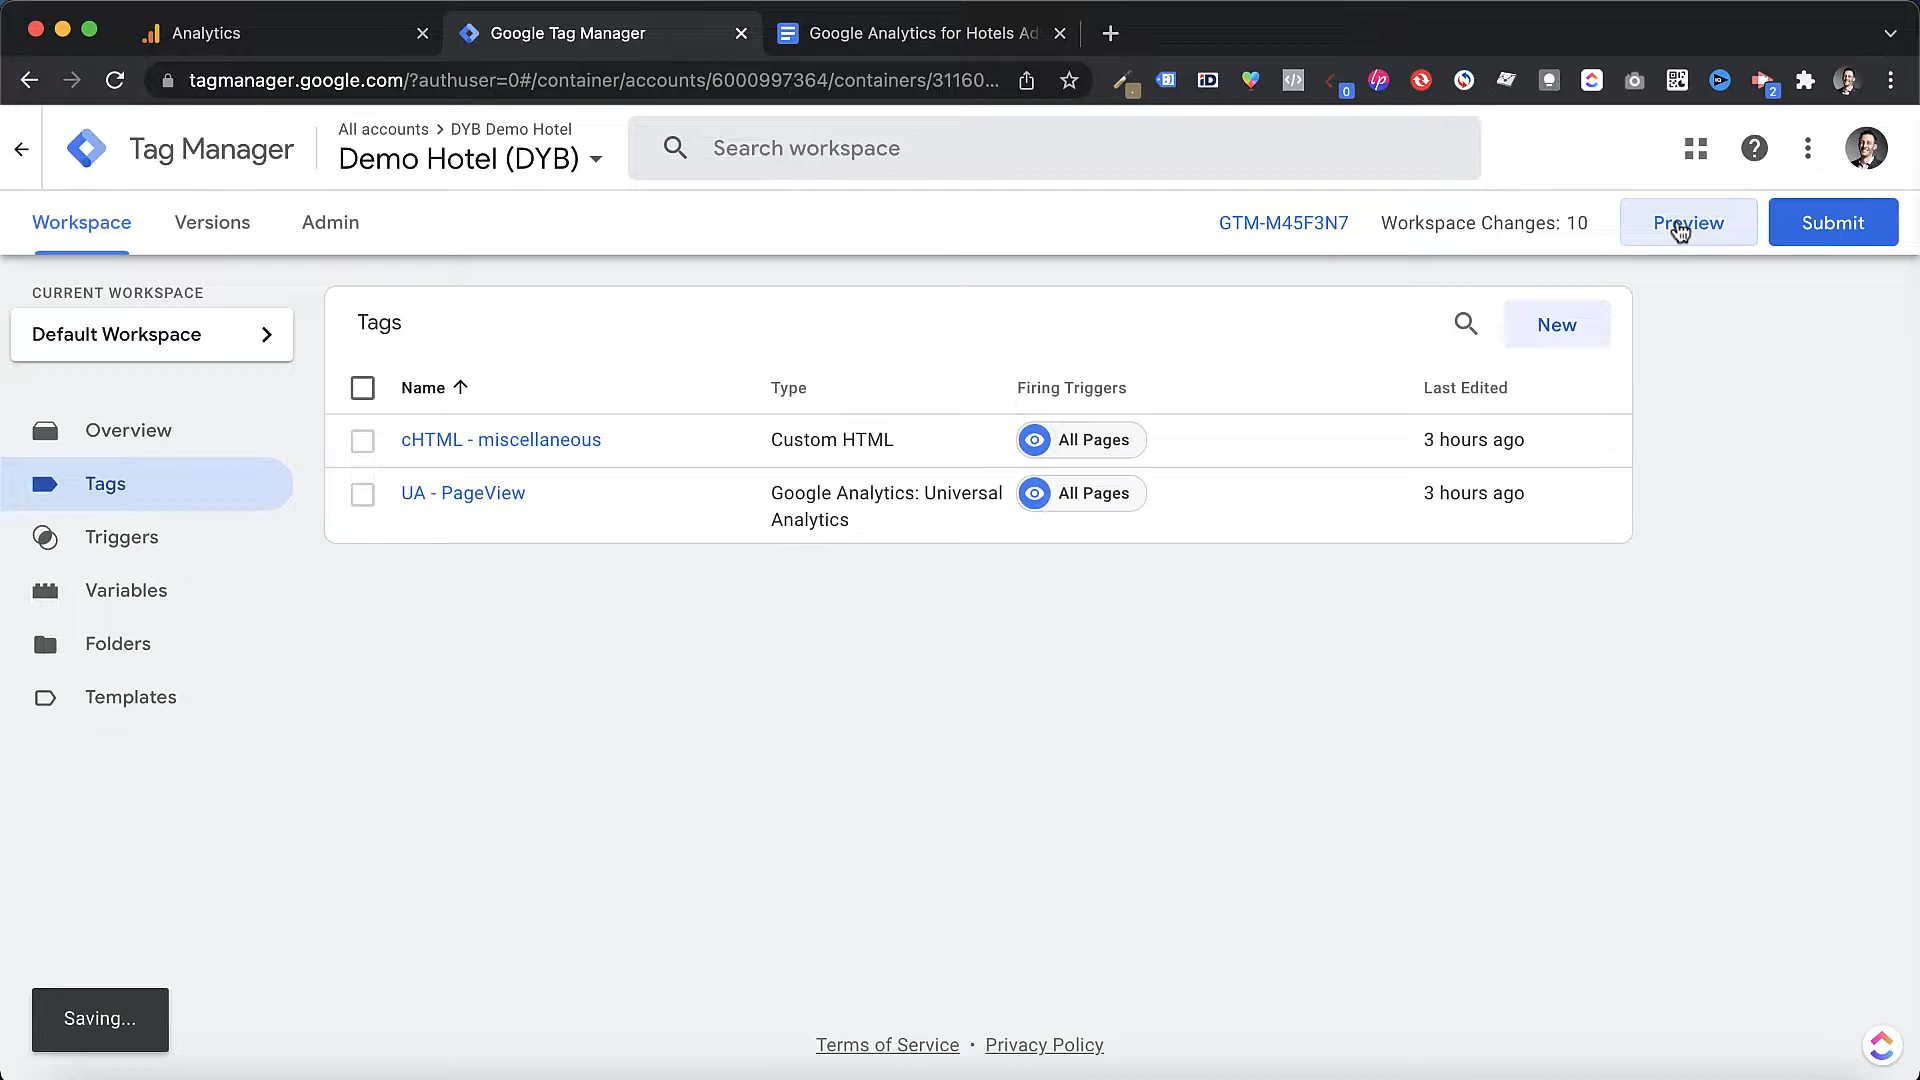 Analytics
Google Tag Manager
Google Analytics for Hotels Ad
tagmanager.google.com/?authuser=0#/container/accounts/6000997364/containers/31160...
0
2
Tag Manager
All accounts > DYB Demo Hotel
Demo Hotel (DYB)
Search workspace
Workspace
Versions
Admin
GTM-M45F3N7
Workspace Changes: 10
Preview
Submit
CURRENT WORKSPACE
Default Workspace
Overview
Tags
Triggers
Variables
Folders
Templates
Tags
New
Name
Type
Firing Triggers
Last Edited
cHTML - miscellaneous
Custom HTML
All Pages
3 hours ago
UA - PageView
Google Analytics: Universal
Analytics
All Pages
3 hours ago
Saving...
Terms of Service • Privacy Policy